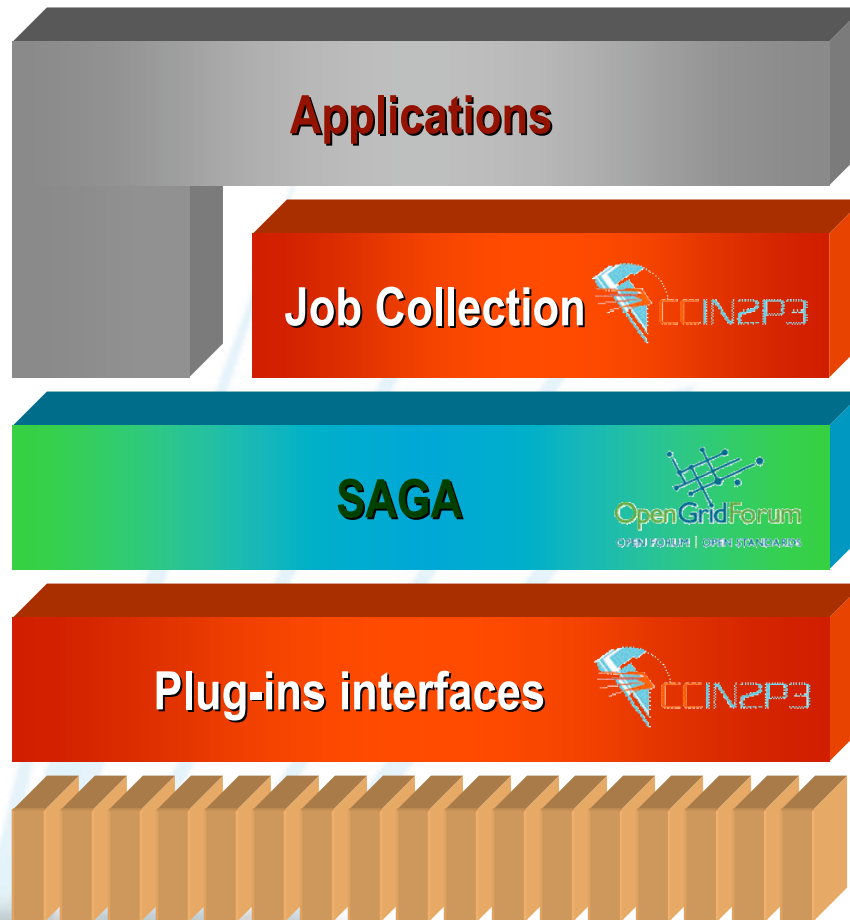 Applications
Job Collection
CCIN2P3
SAGA
OpenGridForum
OPEN FORUM | OPEN STANDARDS
Plug-ins interfaces
CCIN2P3